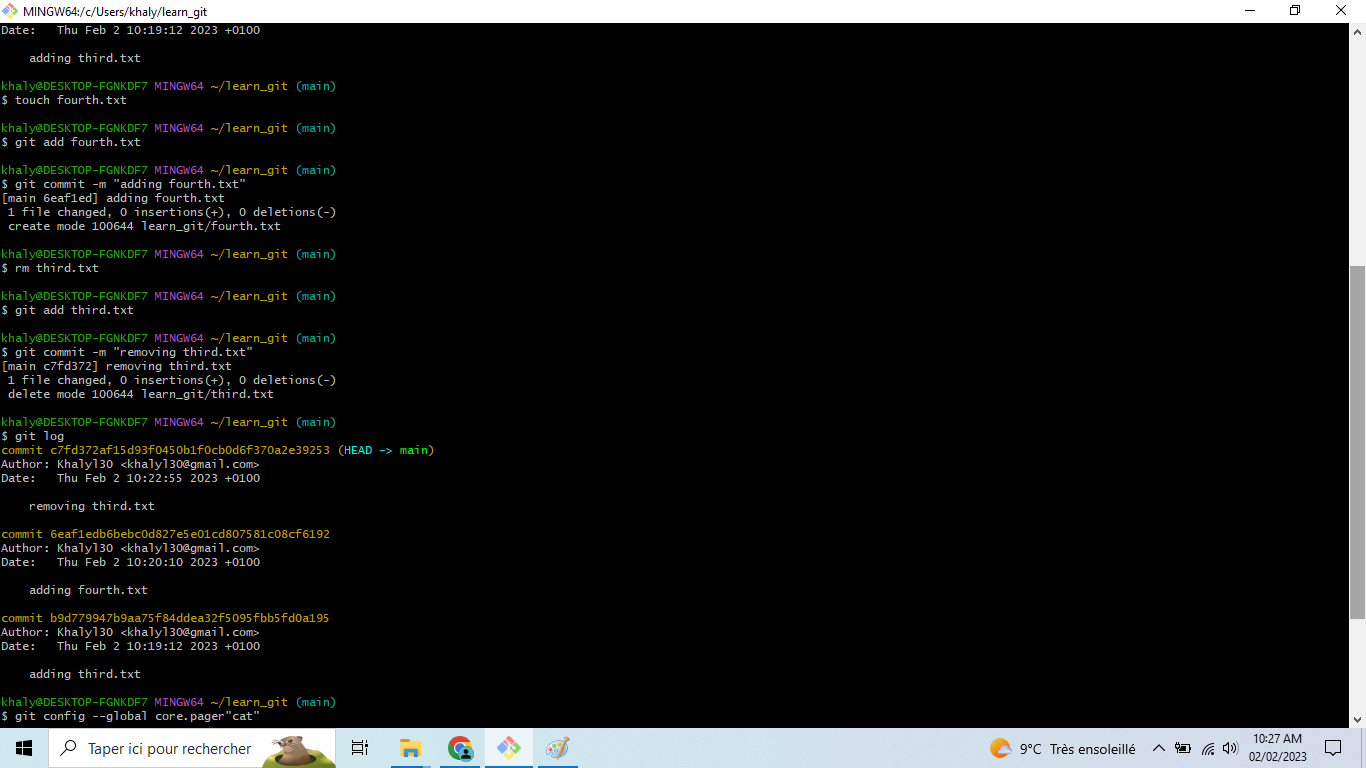 MINGW64:/c/Users/khaly/learn_git
Date:   Thu Feb 2 10:19:12 2023 +0100
    adding third.txt
khaly@DESKTOP-FGNKDF7 MINGW64 ~/learn_git (main)
$ touch fourth.txt
khaly@DESKTOP-FGNKDF7 MINGW64 ~/learn_git (main)
$ git add fourth.txt
khaly@DESKTOP-FGNKDF7 MINGW64 ~/learn_git (main)
$ git commit -m "adding fourth.txt"
[main 6eaf1ed] adding fourth.txt
 1 file changed, 0 insertions(+), 0 deletions(-)
 create mode 100644 learn_git/fourth.txt
khaly@DESKTOP-FGNKDF7 MINGW64 ~/learn_git (main)
$ rm third.txt
khaly@DESKTOP-FGNKDF7 MINGW64 ~/learn_git (main)
$ git add third.txt
khaly@DESKTOP-FGNKDF7 MINGW64 ~/learn_git (main)
$ git commit -m "removing third.txt"
[main c7fd372] removing third.txt
 1 file changed, 0 insertions(+), 0 deletions(-)
 delete mode 100644 learn_git/third.txt
khaly@DESKTOP-FGNKDF7 MINGW64 ~/learn_git (main)
$ git log
commit c7fd372af15d93f0450b1f0cb0d6f370a2e39253 (HEAD -> main)
Author: Khalyl30 <khalyl30@gmail.com>
Date:   Thu Feb 2 10:22:55 2023 +0100
    removing third.txt
commit 6eaf1edb6bebc0d827e5e01cd807581c08cf6192
Author: Khalyl30 <khalyl30@gmail.com>
Date:   Thu Feb 2 10:20:10 2023 +0100
    adding fourth.txt
commit b9d779947b9aa75f84ddea32f5095fbb5fd0a195
Author: Khalyl30 <khalyl30@gmail.com>
Date:   Thu Feb 2 10:19:12 2023 +0100
    adding third.txt
khaly@DESKTOP-FGNKDF7 MINGW64 ~/learn_git (main)
$ git config --global core.pager"cat"
Taper ici pour rechercher
9°C Très ensoleillé
10:27 AM
02/02/2023